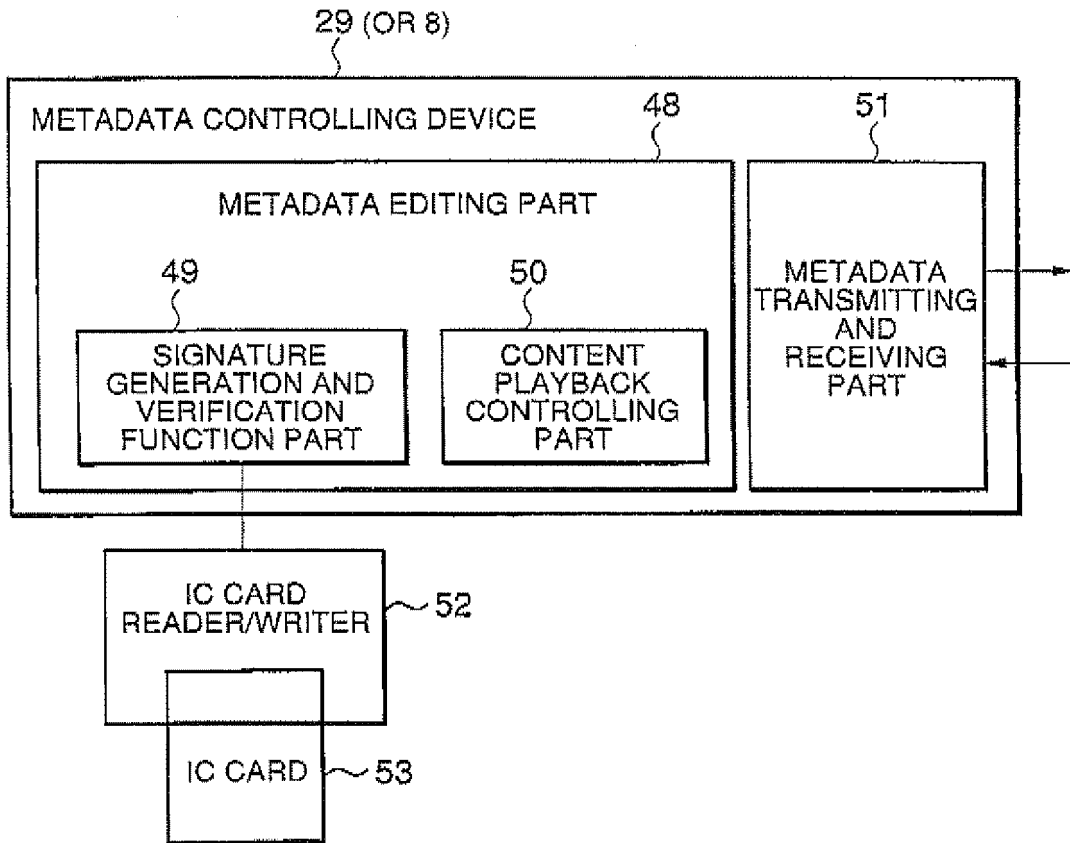 29 (OR 8)
METADATA CONTROLLING DEVICE
48
51
METADATA EDITING PART
49
50
SIGNATURE
GENERATION AND
VERIFICATION
FUNCTION PART
CONTENT
PLAYBACK
CONTROLLING
PART
METADATA
TRANSMITTING
AND
RECEIVING
PART
IC CARD
READER/WRITER
52
IC CARD
53